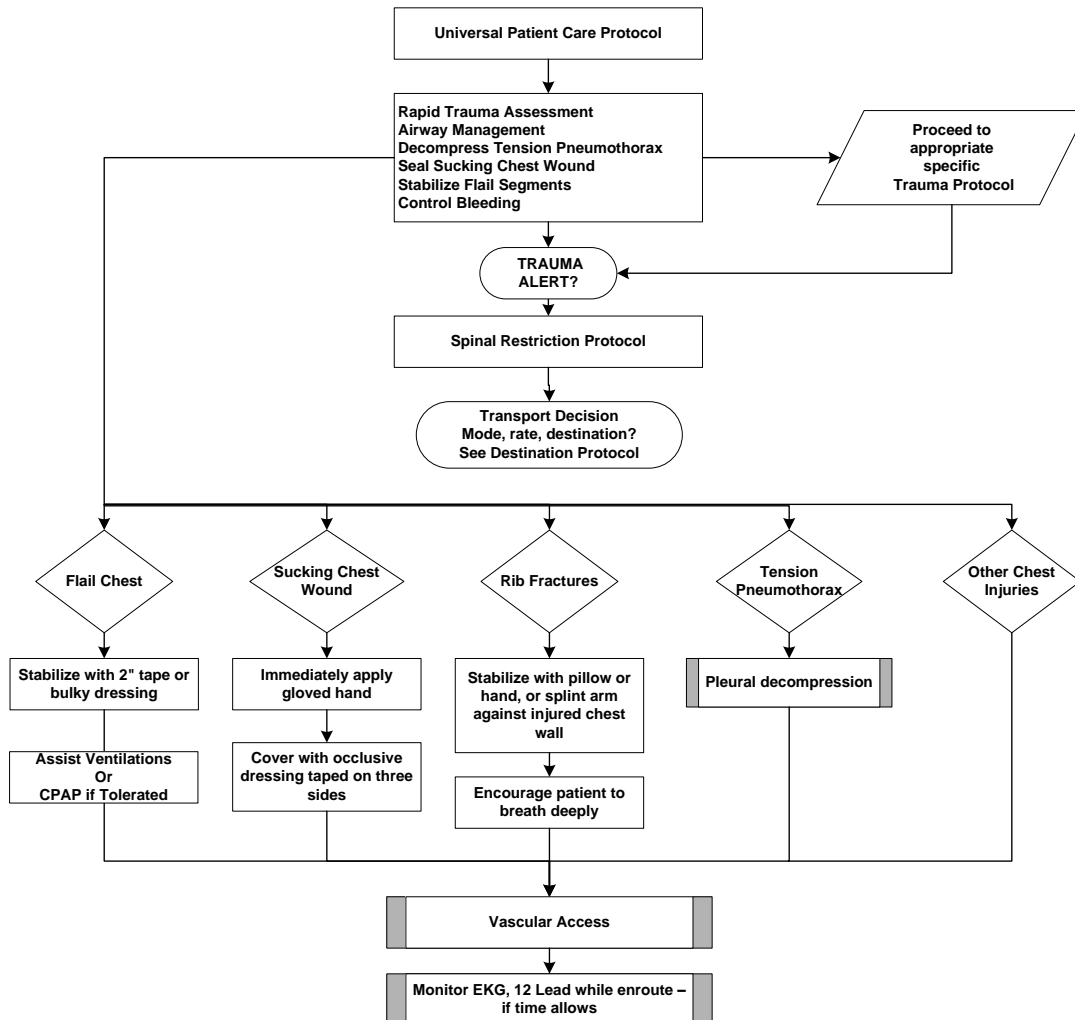 Universal Patient Care Protocol
Rapid Trauma Assessment
Airway Management
Decompress Tension Pneumothorax
Seal Sucking Chest Wound
Stabilize Flail Segments
Control Bleeding
Proceed to
appropriate
specific
Trauma Protocol
TRAUMA
ALERT?
Spinal Restriction Protocol
Transport Decision
Mode, rate, destination?
See Destination Protocol
Flail Chest
Sucking Chest
Wound
Rib Fractures
Tension
Pneumothorax
Other Chest
Injuries
Stabilize with 2" tape or
bulky dressing
Immediately apply
gloved hand
Stabilize with pillow or
hand, or splint arm
against injured chest
wall
Pleural decompression
Assist Ventilations
Or
CPAP if Tolerated
Cover with occlusive
dressing taped on three
sides
Encourage patient to
breath deeply
Vascular Access
Monitor EKG, 12 Lead while enroute –
if time allows